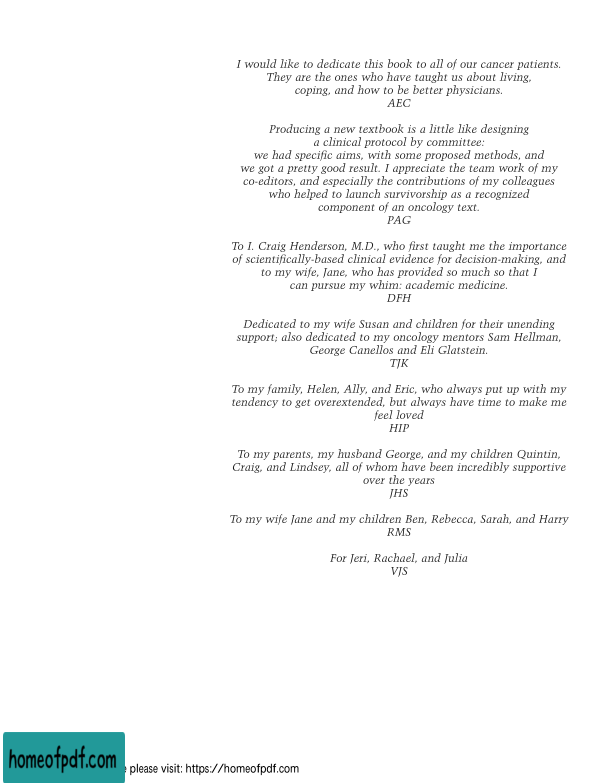 I would like to dedicate this book to all of our cancer patients.
They are the ones who have taught us about living,
coping, and how to be better physicians.
AEC
Producing a new textbook is a little like designing
a clinical protocol by committee:
we had specific aims, with some proposed methods, and
we got a pretty good result. I appreciate the team work of my
co-editors, and especially the contributions of my colleagues
who helped to launch survivorship as a recognized
component of an oncology text.
PAG
To I. Craig Henderson, M.D., who first taught me the importance
of scientifically-based clinical evidence for decision-making, and
to my wife, Jane, who has provided so much so that I
can pursue my whim: academic medicine.
DFH
Dedicated to my wife Susan and children for their unending
support; also dedicated to my oncology mentors Sam Hellman,
George Canellos and Eli Glatstein.
TJK
To my family, Helen, Ally, and Eric, who always put up with my
tendency to get overextended, but always have time to make me
feel loved
HIP
To my parents, my husband George, and my children Quintin,
Craig, and Lindsey, all of whom have been incredibly supportive
over the years
JHS
To my wife Jane and my children Ben, Rebecca, Sarah, and Harry
RMS
For Jeri, Rachael, and Julia
VJS
homeofpdf.com
please visit: https://homeofpdf.com